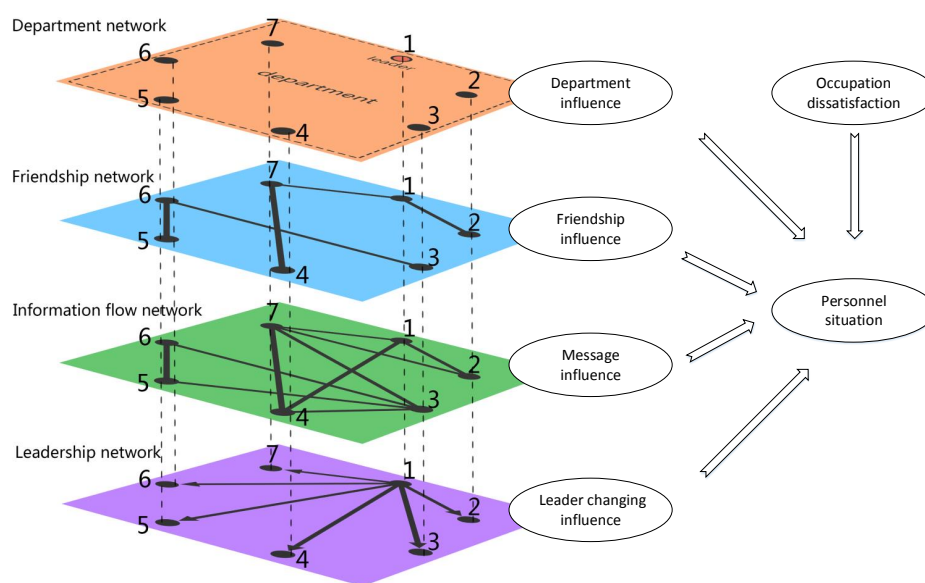 Department network
7
1
6
leader
department
2
5
3
4
Department
influence
Occupation
dissatisfaction
Friendship network
7
6
1
2
5
3
4
Friendship
influence
Information flow network
7
6
1
2
5
3
4
Message
influence
Personnel
situation
Leadership network
7
6
1
2
5
3
4
Leader changing
influence